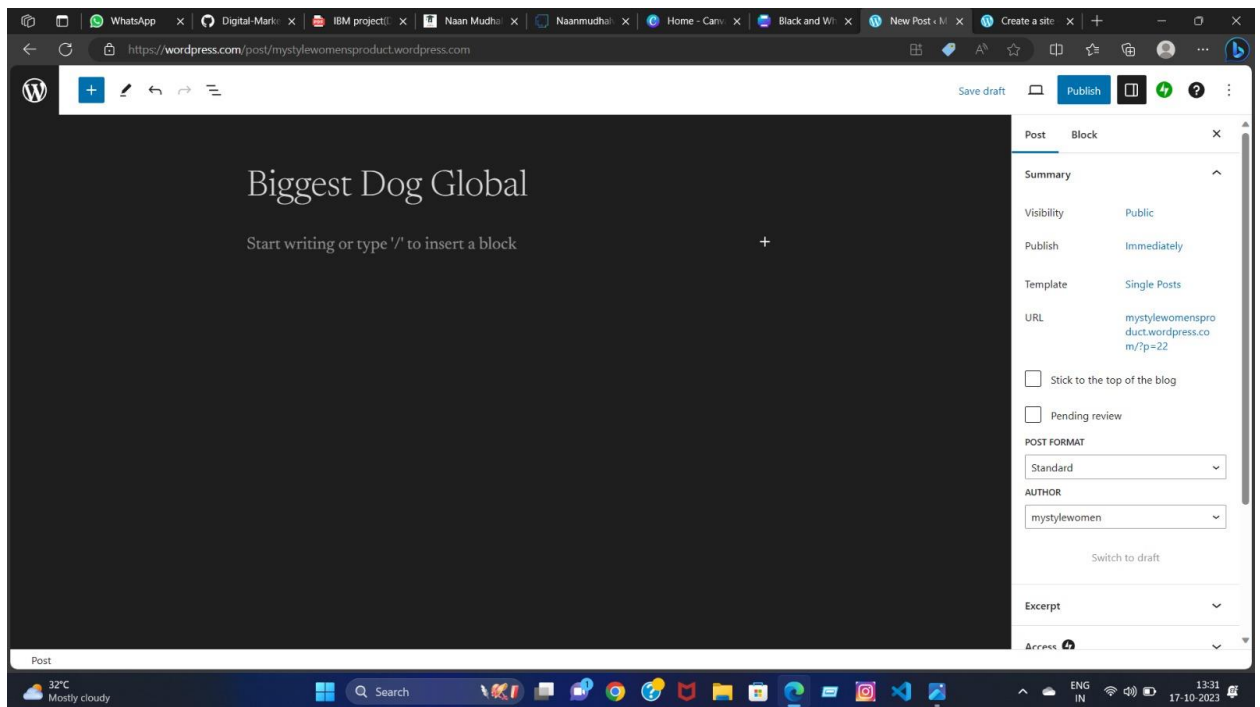 WhatsApp
Digital-Marke
IBM project(D
Naan Mudhal
Naanmudhalv
Home - Canv
Black and Wh
New Post ‹ M
Create a site
https://wordpress.com/post/mystylewomensproduct.wordpress.com
Save draft
Publish
Post Block
Biggest Dog Global
Start writing or type '/' to insert a block
Summary
Visibility Public
Publish Immediately
Template Single Posts
URL mystylewomenspro
duct.wordpress.co
m/?p=22
Stick to the top of the blog
Pending review
POST FORMAT
Standard
AUTHOR
mystylewomen
Switch to draft
Excerpt
Access
Post
32°C
Mostly cloudy
Search
ENG
IN
13:31
17-10-2023